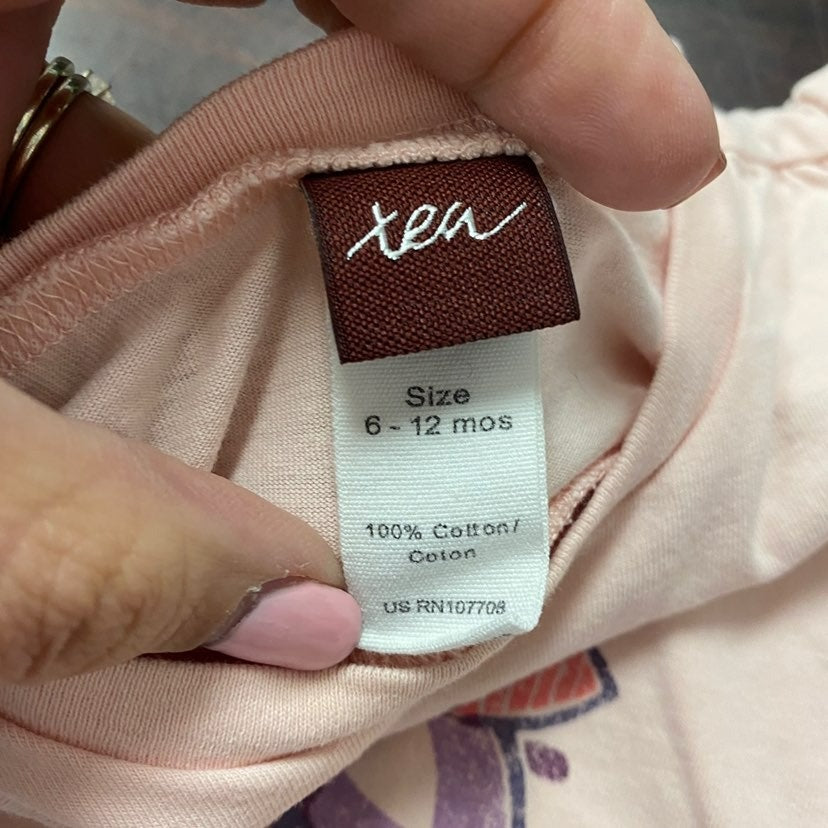 tea
Size
6 - 12 mos
100% Cotton/
Coton
US RN107708